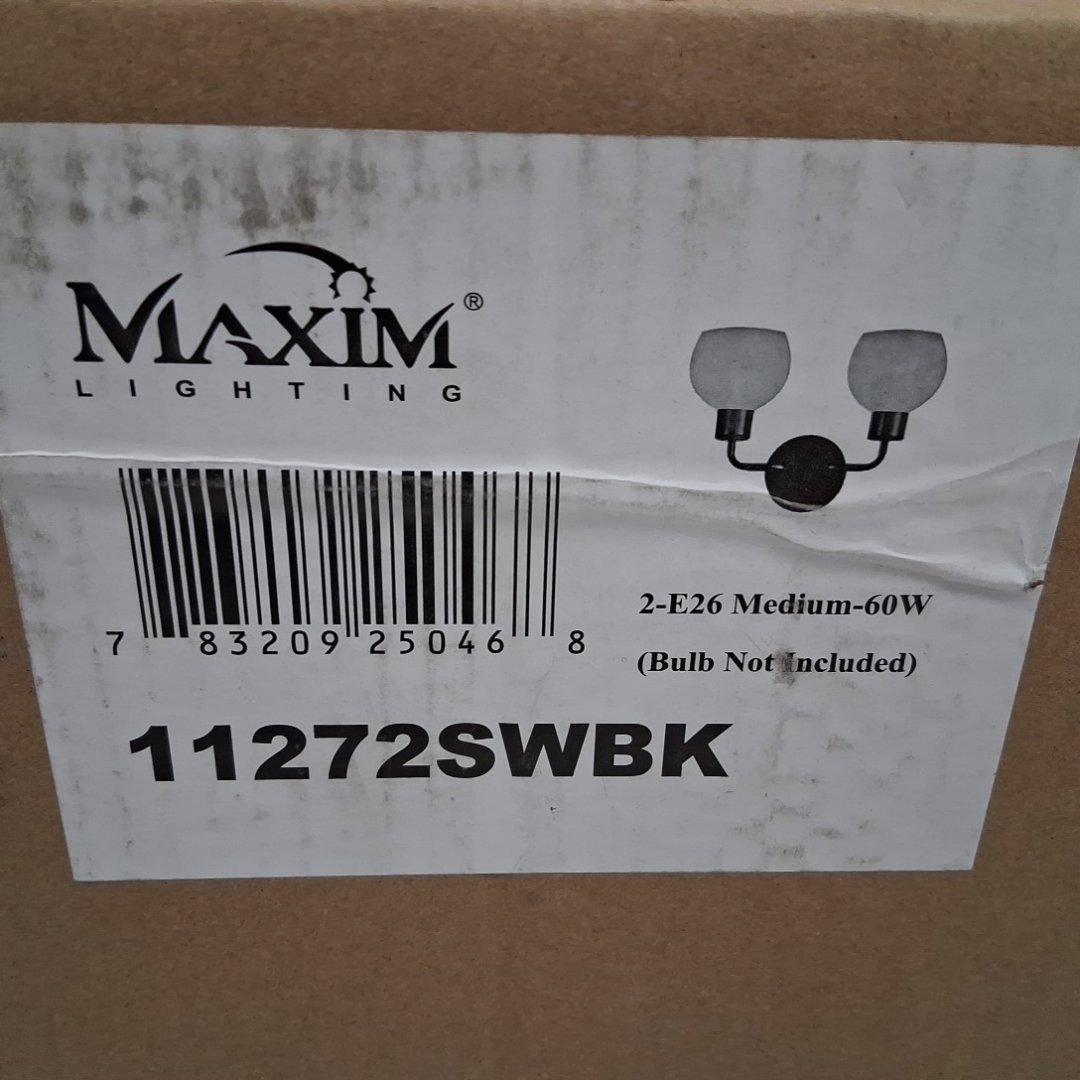 MAXIM®
LIGHTING
7 83209 25046 8
2-E26 Medium-60W
(Bulb Not Included)
11272SWBK